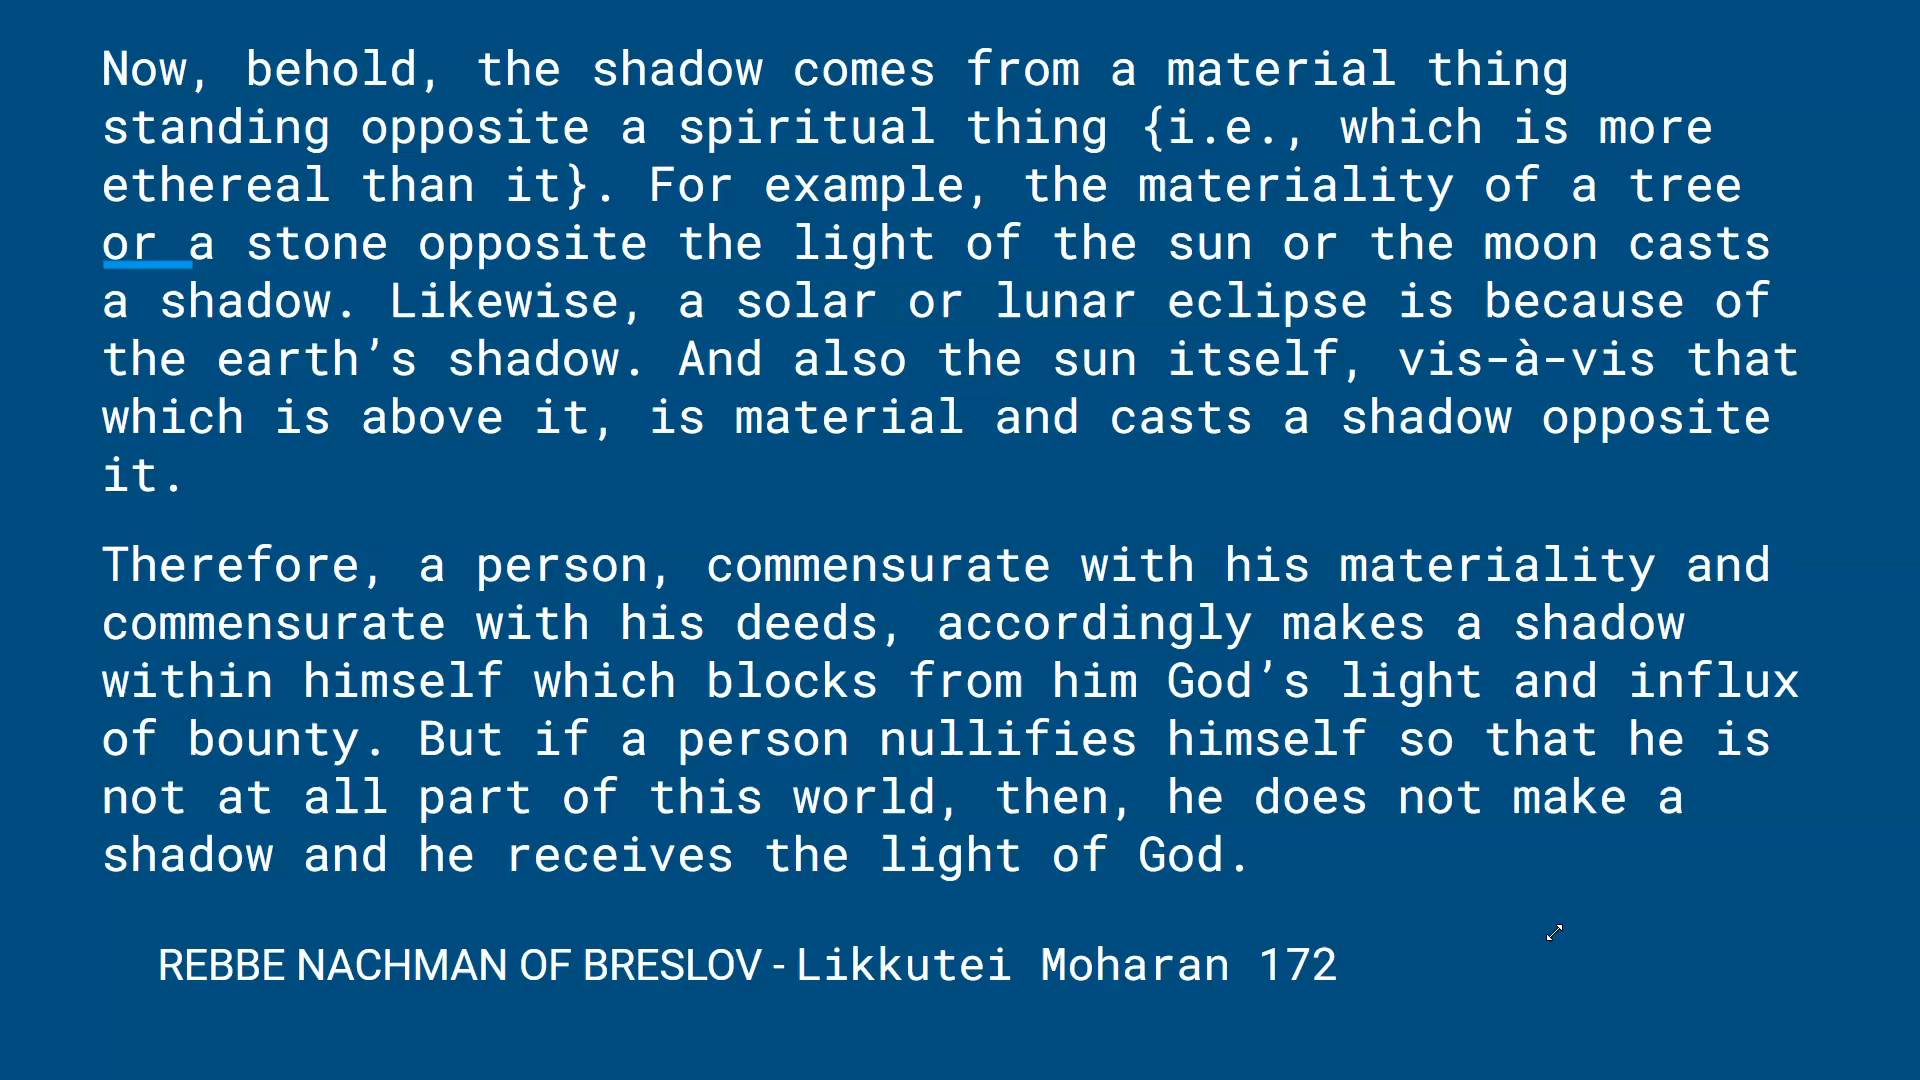 Now, behold, the shadow comes from a material thing
standing opposite a spiritual thing {i.e., which is more
ethereal than it}. For example, the materiality of a tree
or a stone opposite the light of the sun or the moon casts
a shadow. Likewise, a solar or lunar eclipse is because of
the earth’s shadow. And also the sun itself, vis-à-vis that
which is above it, is material and casts a shadow opposite
it.
Therefore, a person, commensurate with his materiality and
commensurate with his deeds, accordingly makes a shadow
within himself which blocks from him God’s light and influx
of bounty. But if a person nullifies himself so that he is
not at all part of this world, then, he does not make a
shadow and he receives the light of God.
REBBE NACHMAN OF BRESLOV - Likkutei Moharan 172